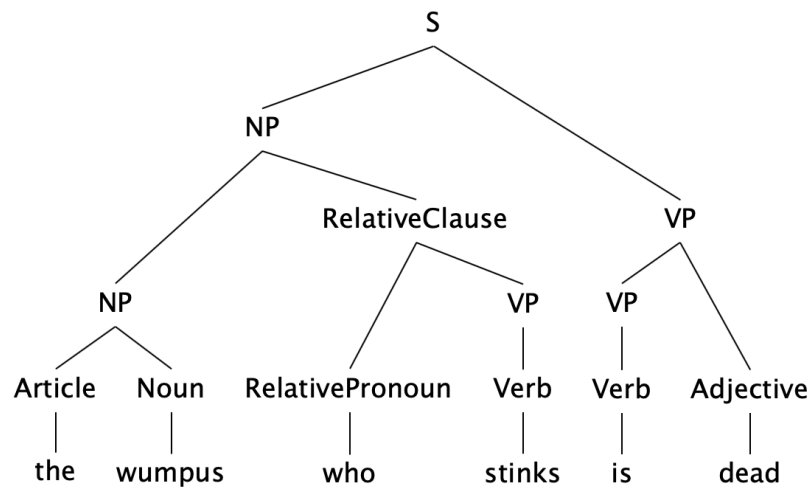 S
NP
RelativeClause VP
NP VP VP
Article Noun RelativePronoun Verb Verb Adjective
the wumpus who stinks is dead